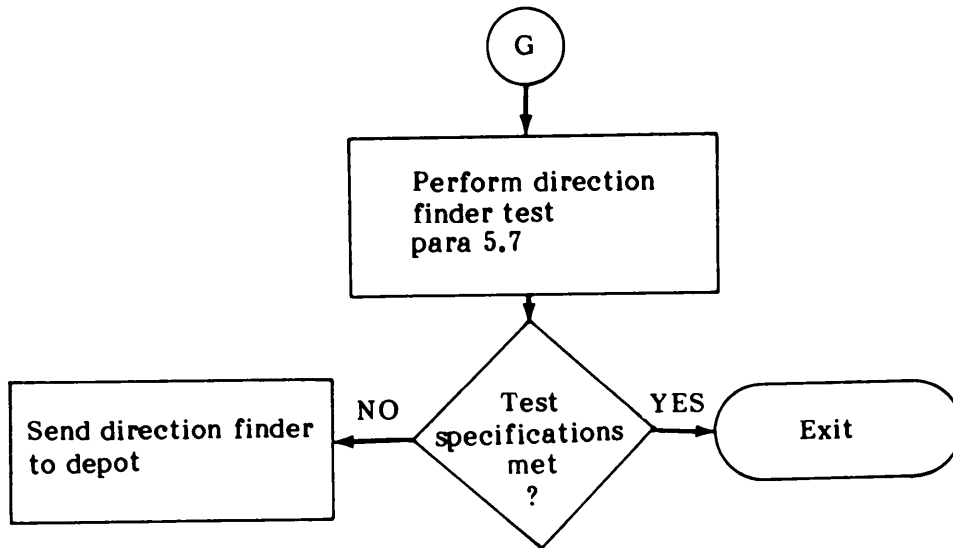 G
Perform direction
finder test
para 5.7
NO
YES
Send direction finder
to depot
Test
specifications
met
?
Exit